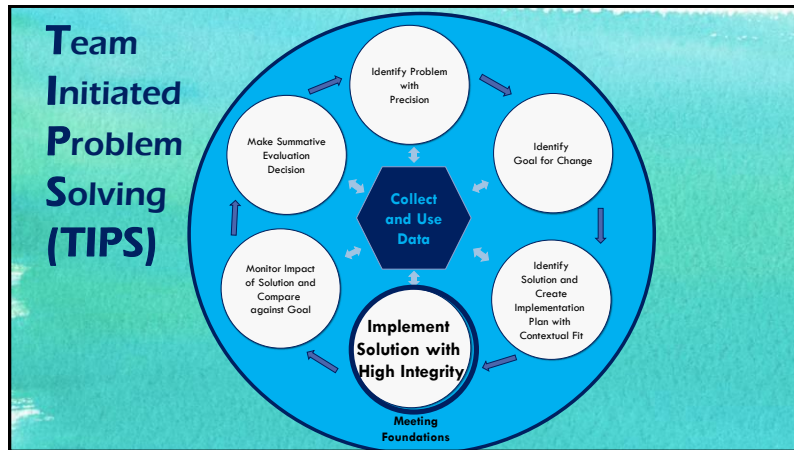 Team
Initiated
Problem
Solving
(TIPS)
Identify Problem
with
Precision
Identify
Goal for Change
Identify
Solution and
Create
Implementation
Plan with
Contextual Fit
Implement
Solution with
High Integrity
Monitor Impact
of Solution and
Compare
against Goal
Make Summative
Evaluation
Decision
Collect
and Use
Data
Meeting
Foundations